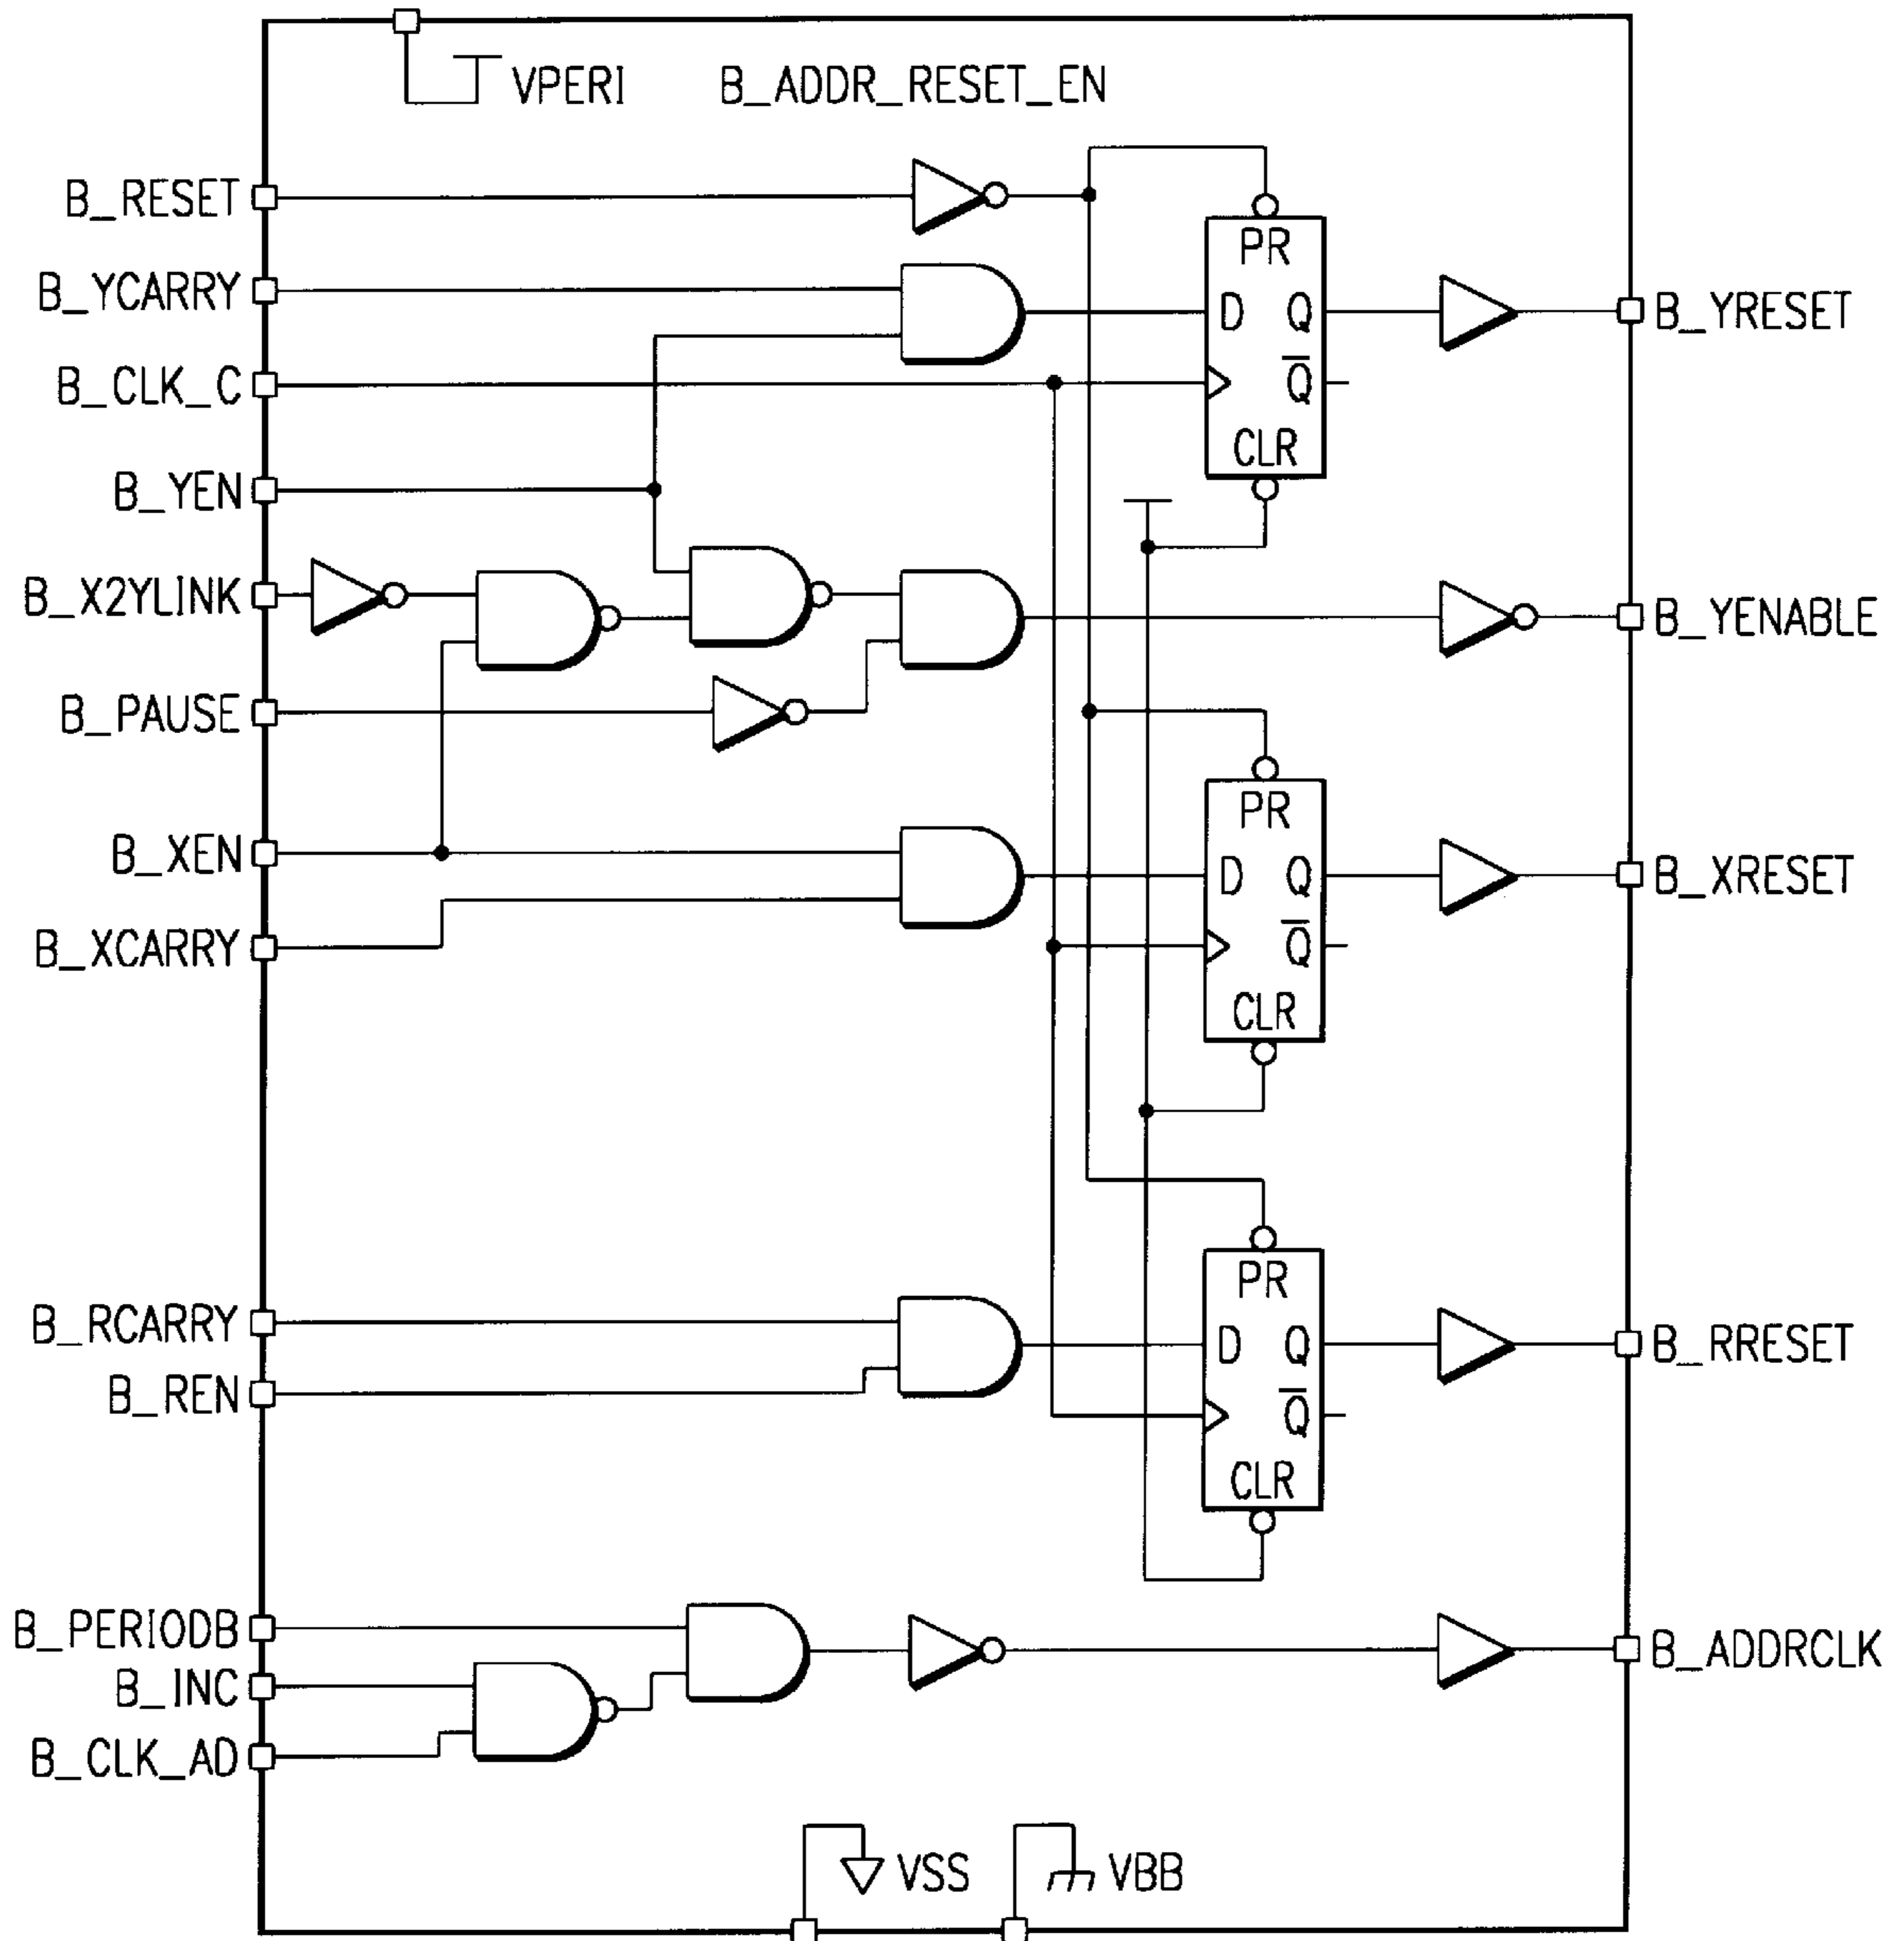 VPERI B_ADDR_RESET_EN
B_RESET
PR
B_YCARRY
D Q
B_YRESET
B_CLK_C
Q̅
CLR
B_YEN
B_X2YLINK
B_YENABLE
B_PAUSE
PR
B_XEN
D Q
B_XRESET
B_XCARRY
Q̅
CLR
PR
B_RCARRY
D Q
B_RRESET
B_REN
Q̅
CLR
B_PERIODB
B_ADDRCLK
B_INC
B_CLK_AD
VSS VBB